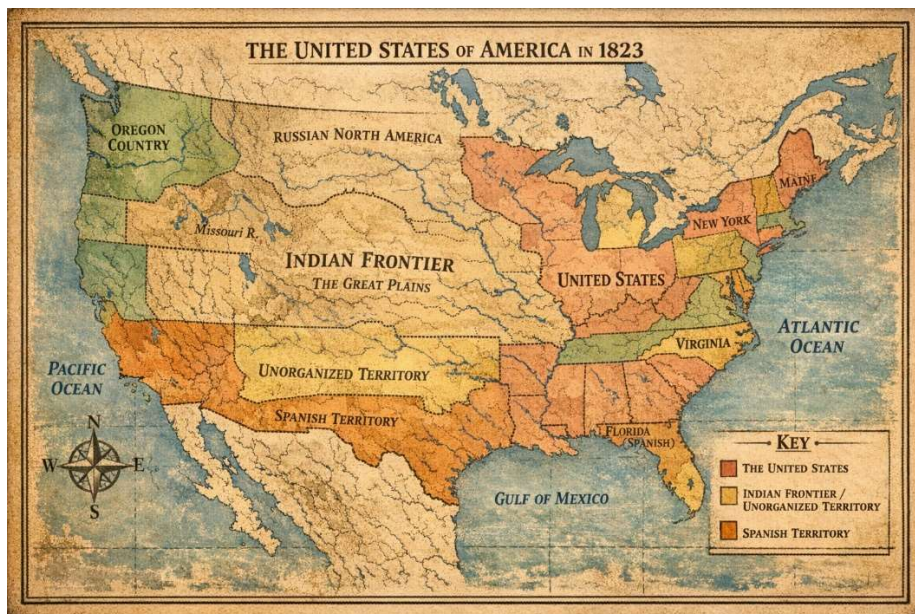 THE UNITED STATES OF AMERICA IN 1823
OREGON
COUNTRY
RUSSIAN NORTH AMERICA
MAINE
NEW YORK
Missouri R.
INDIAN FRONTIER
THE GREAT PLAINS
UNITED STATES
ATLANTIC
OCEAN
VIRGINIA
PACIFIC
OCEAN
UNORGANIZED TERRITORY
SPANISH TERRITORY
FLORIDA
SPANISH)
GULF OF MEXICO
N
W
E
S
KEY
THE UNITED STATES
INDIAN FRONTIER /
UNORGANIZED TERRITORY
SPANISH TERRITORY